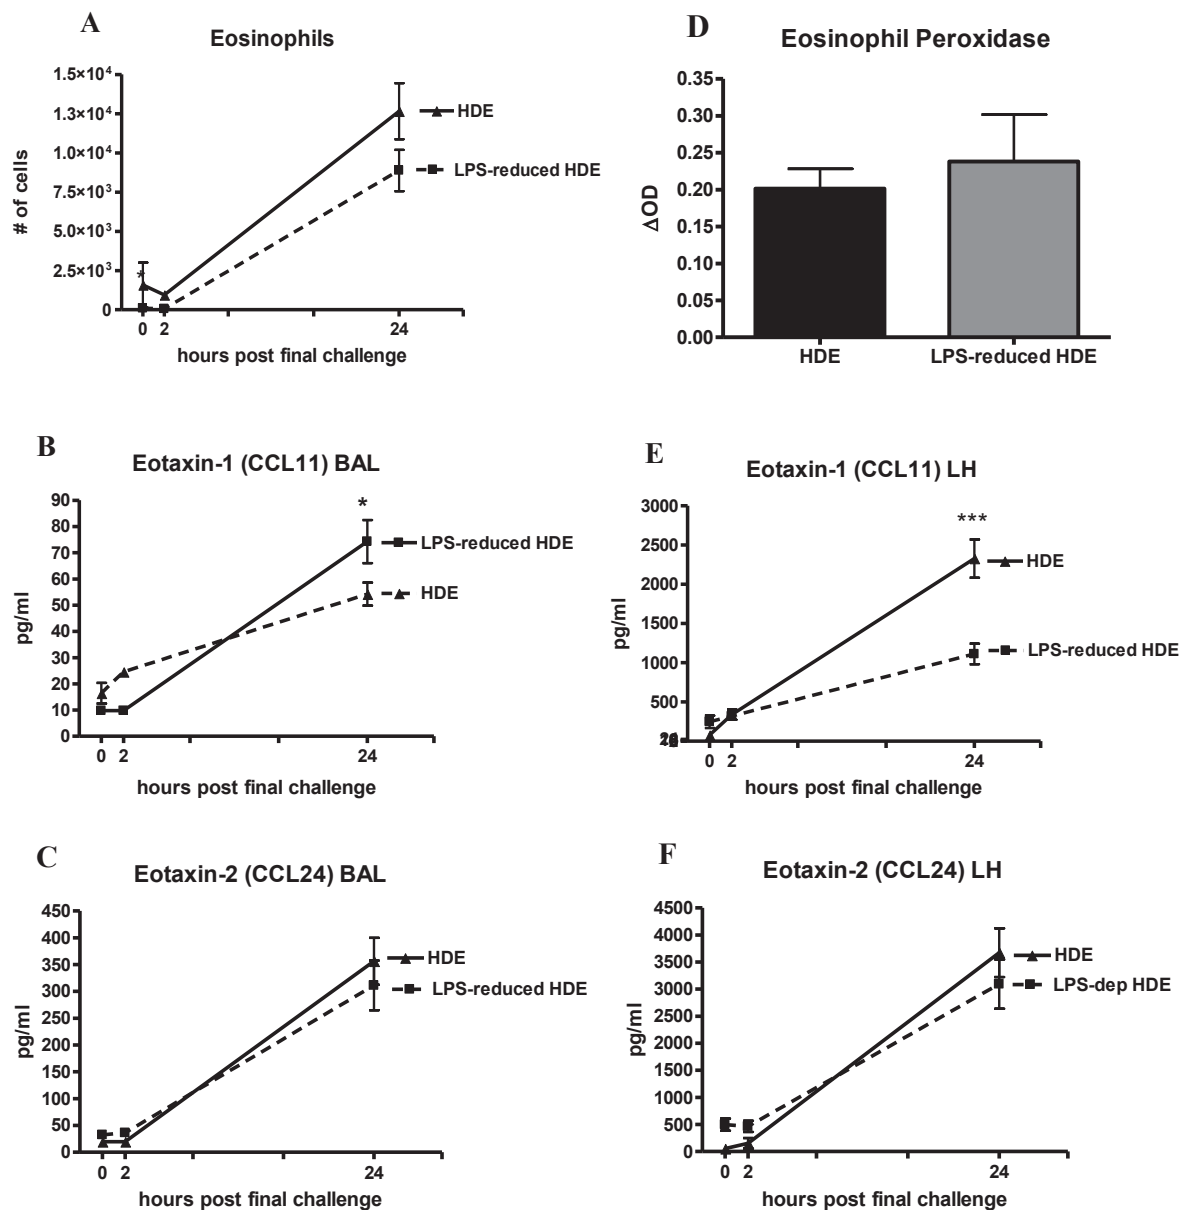 A
Eosinophils
# of cells
1.5×10⁴
1.3×10⁴
1.0×10⁴
7.5×10³
5.0×10³
2.5×10³
0
*
HDE
LPS-reduced HDE
0 2 24
hours post final challenge
D
Eosinophil Peroxidase
ΔOD
0.35
0.30
0.25
0.20
0.15
0.10
0.05
0.00
HDE LPS-reduced HDE
B
Eotaxin-1 (CCL11) BAL
pg/ml
90
80
70
60
50
40
30
20
10
0
*
LPS-reduced HDE
HDE
0 2 24
hours post final challenge
E
Eotaxin-1 (CCL11) LH
pg/ml
3000
2500
2000
1500
1000
500
***
HDE
LPS-reduced HDE
0 2 24
hours post final challenge
C
Eotaxin-2 (CCL24) BAL
pg/ml
450
400
350
300
250
200
150
100
50
0
HDE
LPS-reduced HDE
0 2 24
hours post final challenge
F
Eotaxin-2 (CCL24) LH
pg/ml
4500
4000
3500
3000
2500
2000
1500
1000
500
0
HDE
LPS-dep HDE
0 2 24
hours post final challenge